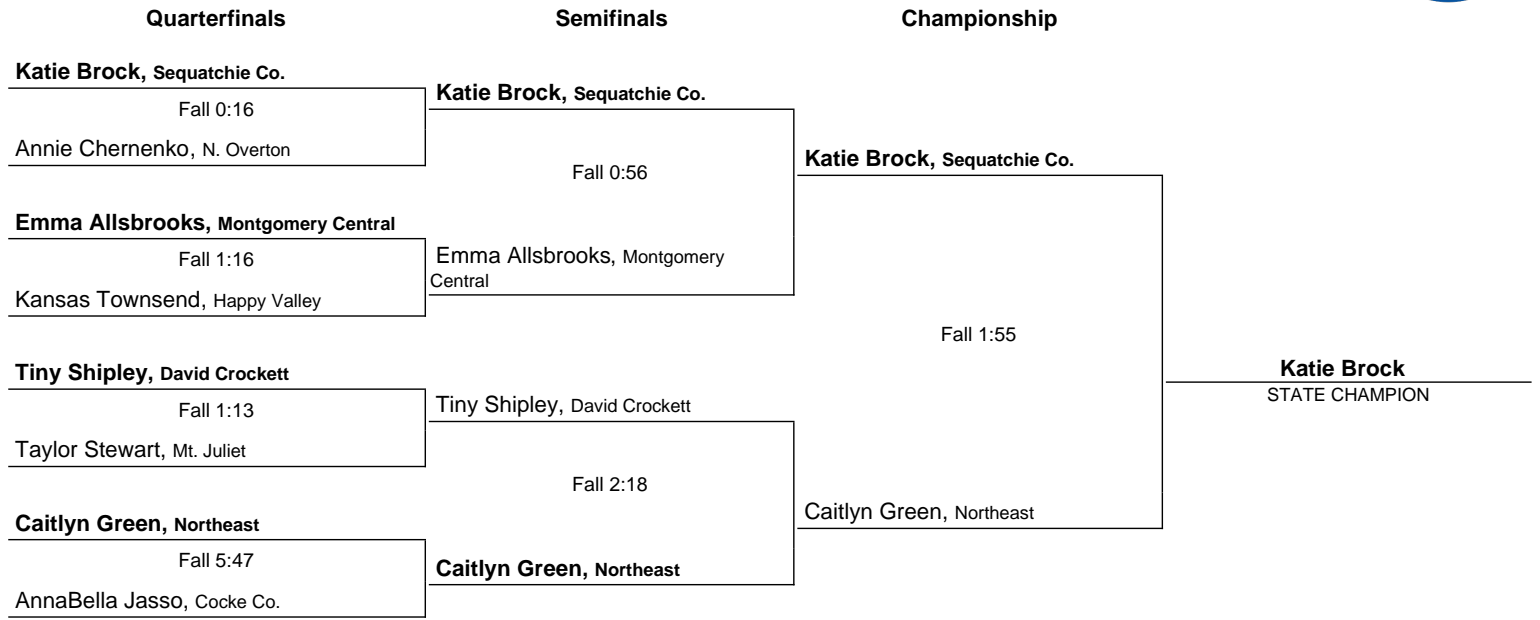 Quarterfinals Semifinals Championship
Katie Brock, Sequatchie Co.
Fall 0:16
Annie Chernenko, N. Overton
Emma Allsbrooks, Montgomery Central
Fall 1:16
Kansas Townsend, Happy Valley
Tiny Shipley, David Crockett
Fall 1:13
Taylor Stewart, Mt. Juliet
Caitlyn Green, Northeast
Fall 5:47
AnnaBella Jasso, Cocke Co.
Katie Brock, Sequatchie Co.
Fall 0:56
Emma Allsbrooks, Montgomery
Central
Tiny Shipley, David Crockett
Fall 2:18
Caitlyn Green, Northeast
Katie Brock, Sequatchie Co.
Fall 1:55
Caitlyn Green, Northeast
Katie Brock
STATE CHAMPION